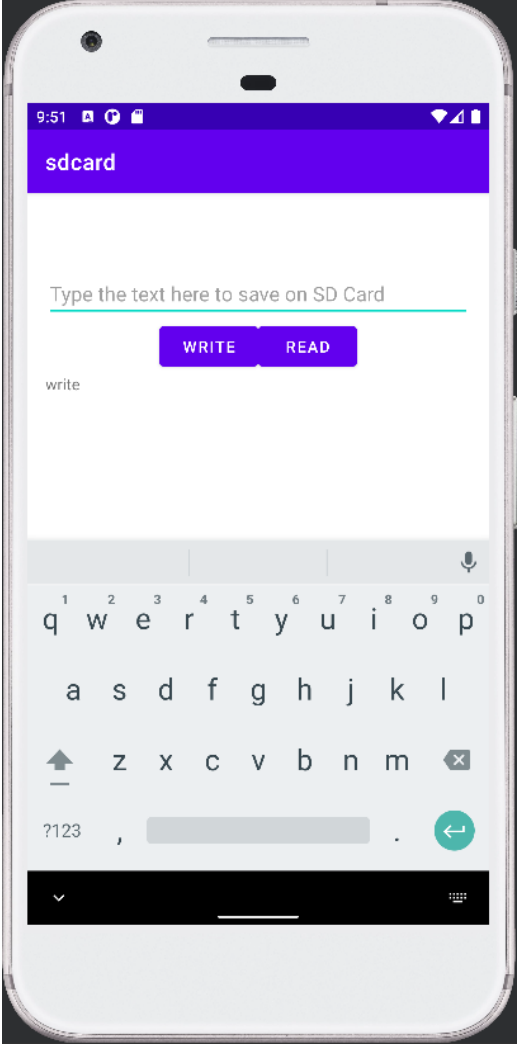 9:51 A
sdcard
Type the text here to save on SD Card
WRITE READ
write
1 2 3 4 5 6 7 8 9 0
q w e r t y u i o p
a s d f g h j k l
z x c v b n m
?123 , .